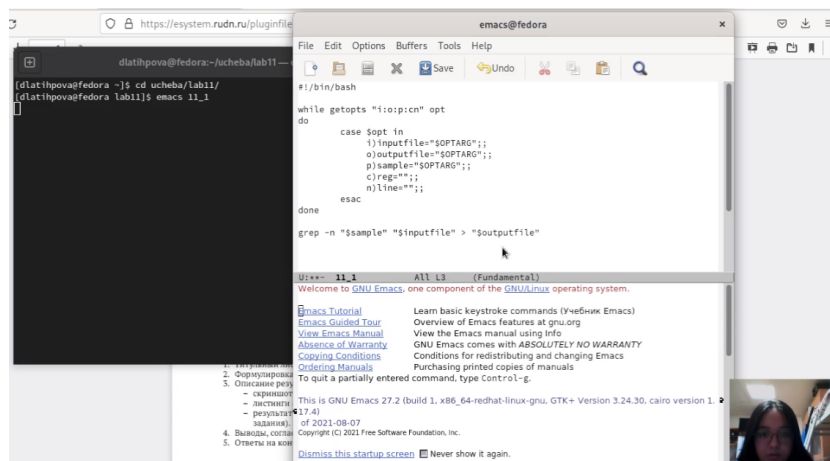 https://esystem.rudn.ru/pluginfile
emacs@fedora
File Edit Options Buffers Tools Help
Save Undo
dlatihpova@fedora:~/ucheba/lab11 —
[dlatihpova@fedora ~]$ cd ucheba/lab11/
[dlatihpova@fedora lab11]$ emacs 11_1
#!/bin/bash
while getopts "i:o:p:cn" opt
do
case $opt in
i)inputfile="$OPTARG";;
o)outputfile="$OPTARG";;
p)sample="$OPTARG";;
c)reg="";;
n)line="";;
esac
done
grep -n "$sample" "$inputfile" > "$outputfile"
U:**- 11_1 All L3 (Fundamental)
Welcome to GNU Emacs, one component of the GNU/Linux operating system.
Emacs Tutorial Learn basic keystroke commands (Учебник Emacs)
Emacs Guided Tour Overview of Emacs features at gnu.org
View Emacs Manual View the Emacs manual using Info
Absence of Warranty GNU Emacs comes with ABSOLUTELY NO WARRANTY
Copying Conditions Conditions for redistributing and changing Emacs
Ordering Manuals Purchasing printed copies of manuals
To quit a partially entered command, type Control-g.
This is GNU Emacs 27.2 (build 1, x86_64-redhat-linux-gnu, GTK+ Version 3.24.30, cairo version 1.
17.4)
of 2021-08-07
Copyright (C) 2021 Free Software Foundation, Inc.
Dismiss this startup screen Never show it again.
2. Формулировка
3. Описание
– листинги
задания).
4. Выводы,
5. Ответы на